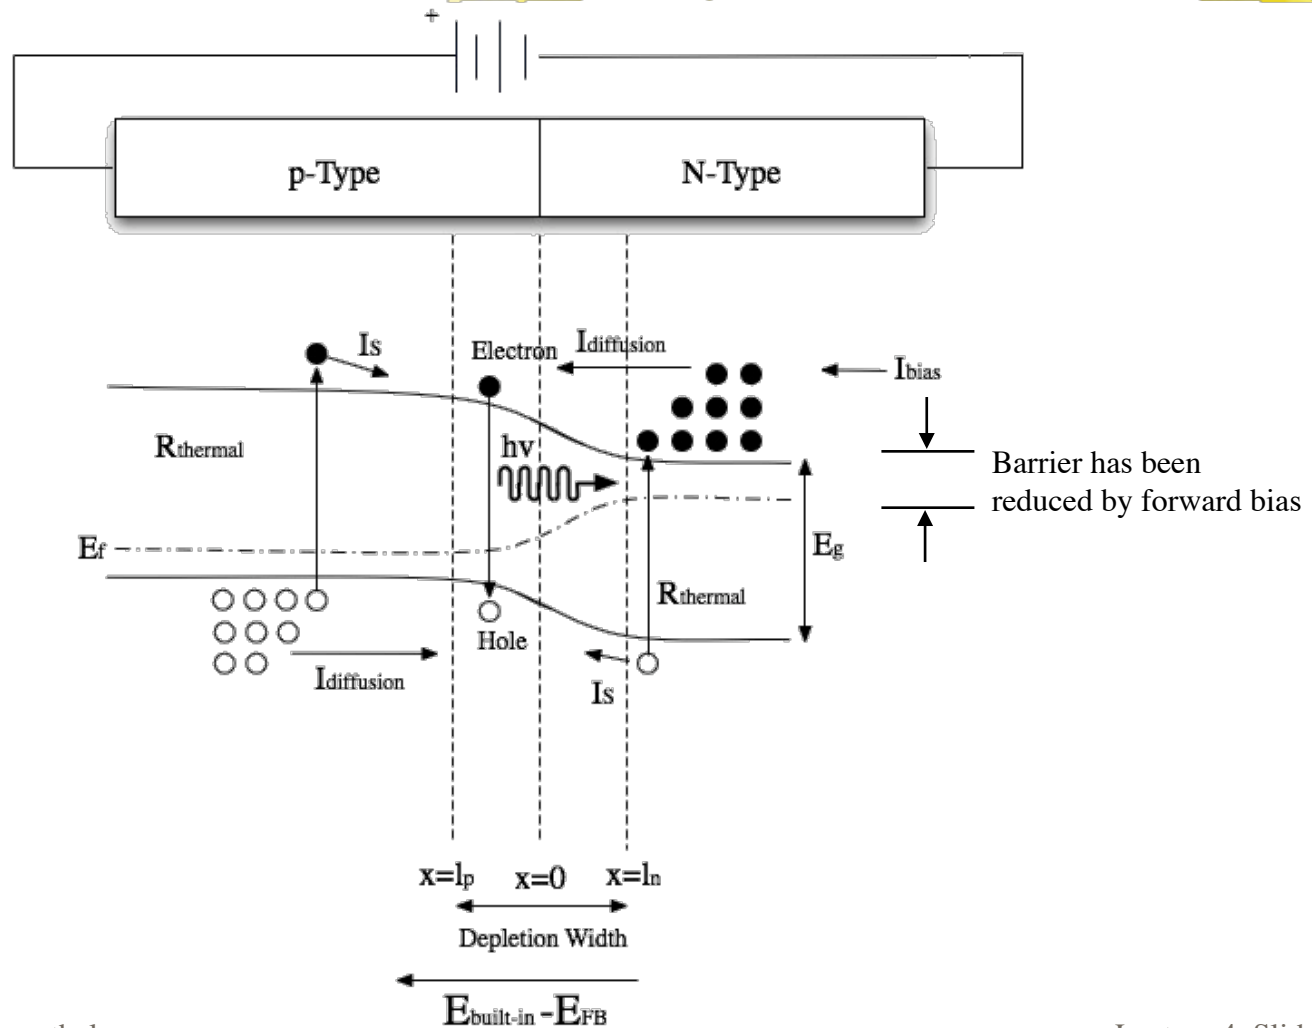 +
p-Type
N-Type
Is
Electron
Idiffusion
Ibias
Rthermal
hν
Barrier has been
reduced by forward bias
Ef
Eg
Rthermal
Hole
Idiffusion
Is
x=lp
x=0
x=ln
Depletion Width
Ebuilt-in-EFB